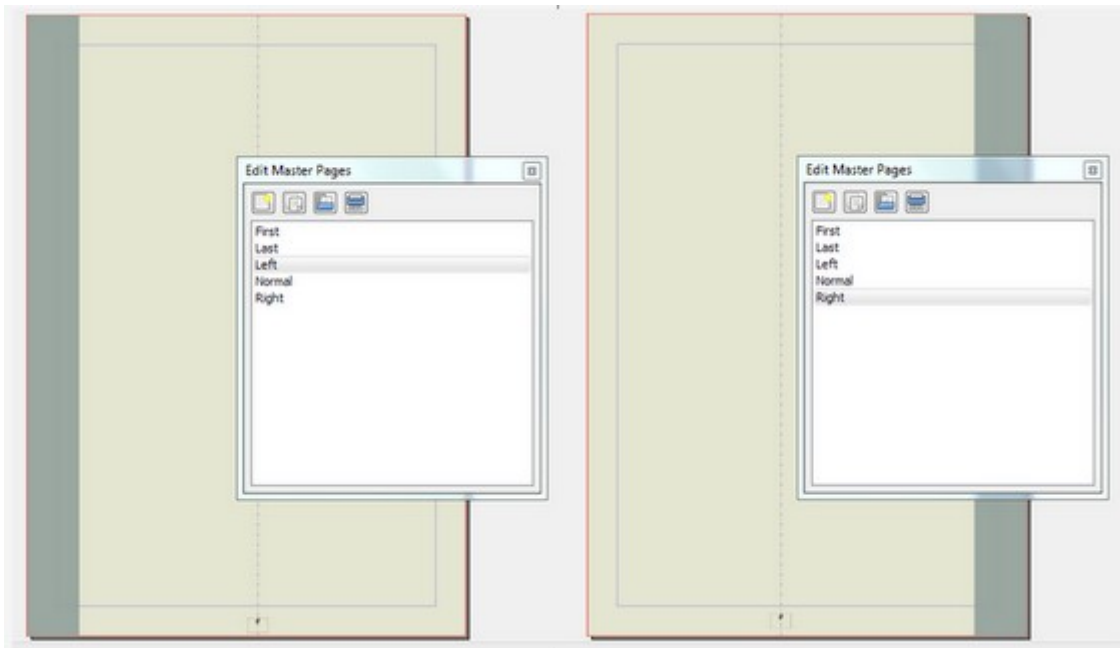 Edit Master Pages
First
Last
Left
Normal
Right
Edit Master Pages
First
Last
Left
Normal
Right